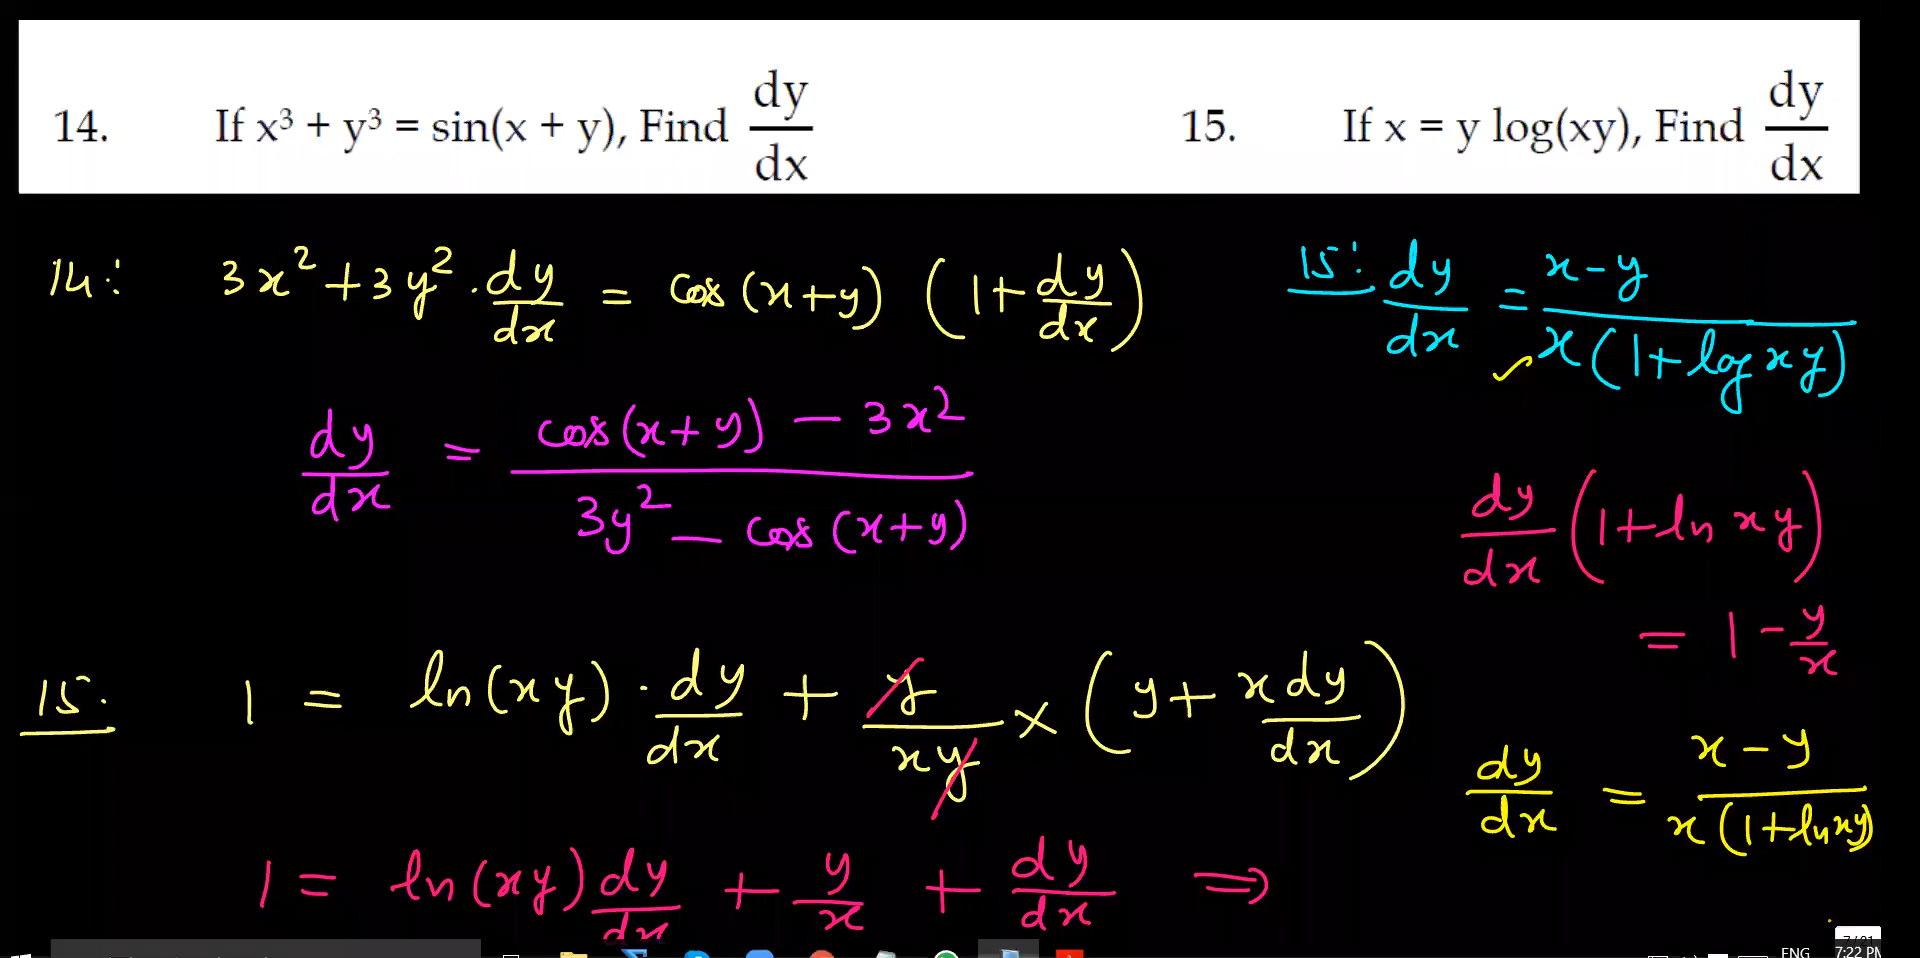 14. If x³ + y³ = sin(x + y), Find dy/dx
15. If x = y log(xy), Find dy/dx
14: 3x² + 3y² · dy/dx = cos(x+y) (1 + dy/dx)
dy/dx = cos(x+y) − 3x² / 3y² − cos(x+y)
15. 1 = ln(xy) · dy/dx + y/xy × (y + xdy/dx)
1 = ln(xy) dy/dx + y/x + dy/dx ⇒
15: dy/dx = x−y / x(1 + log xy)
dy/dx (1 + ln xy)
= 1 − y/x
dy/dx = x−y / x(1 + ln xy)
ENG
7:22 PM